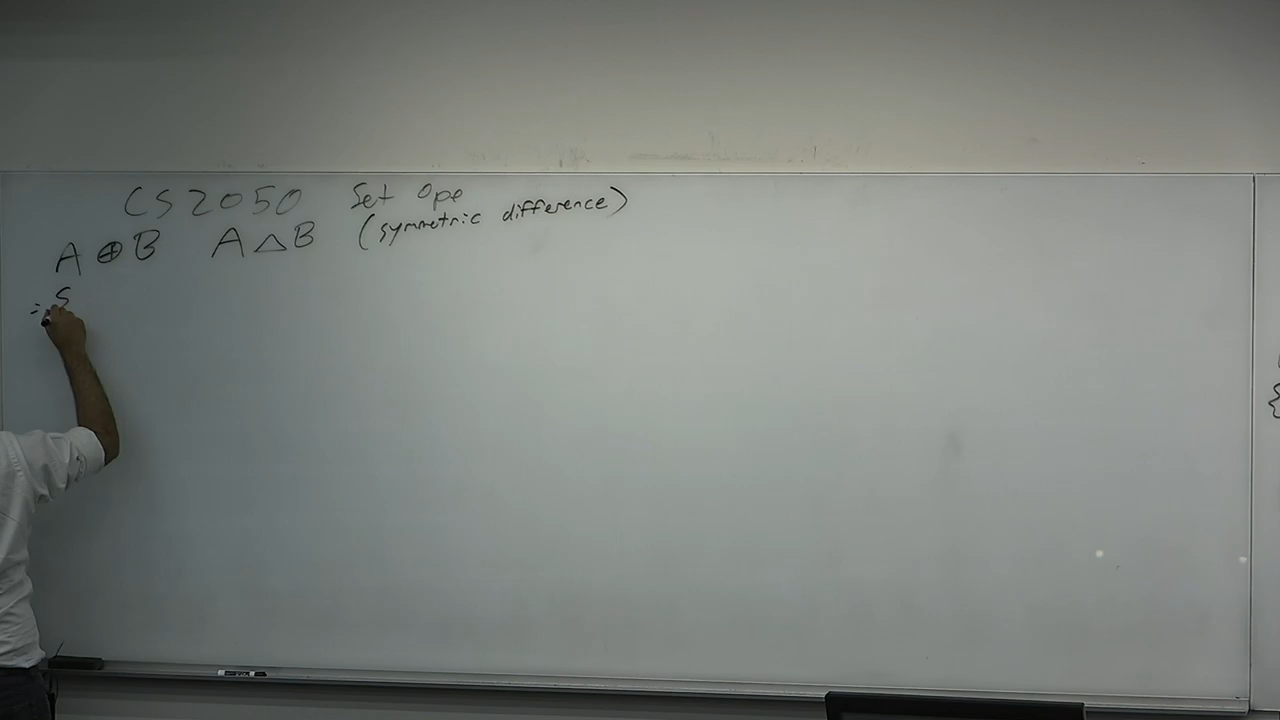 CS2050 Set Ope
A ⊕ B A △ B (symmetric difference)
=